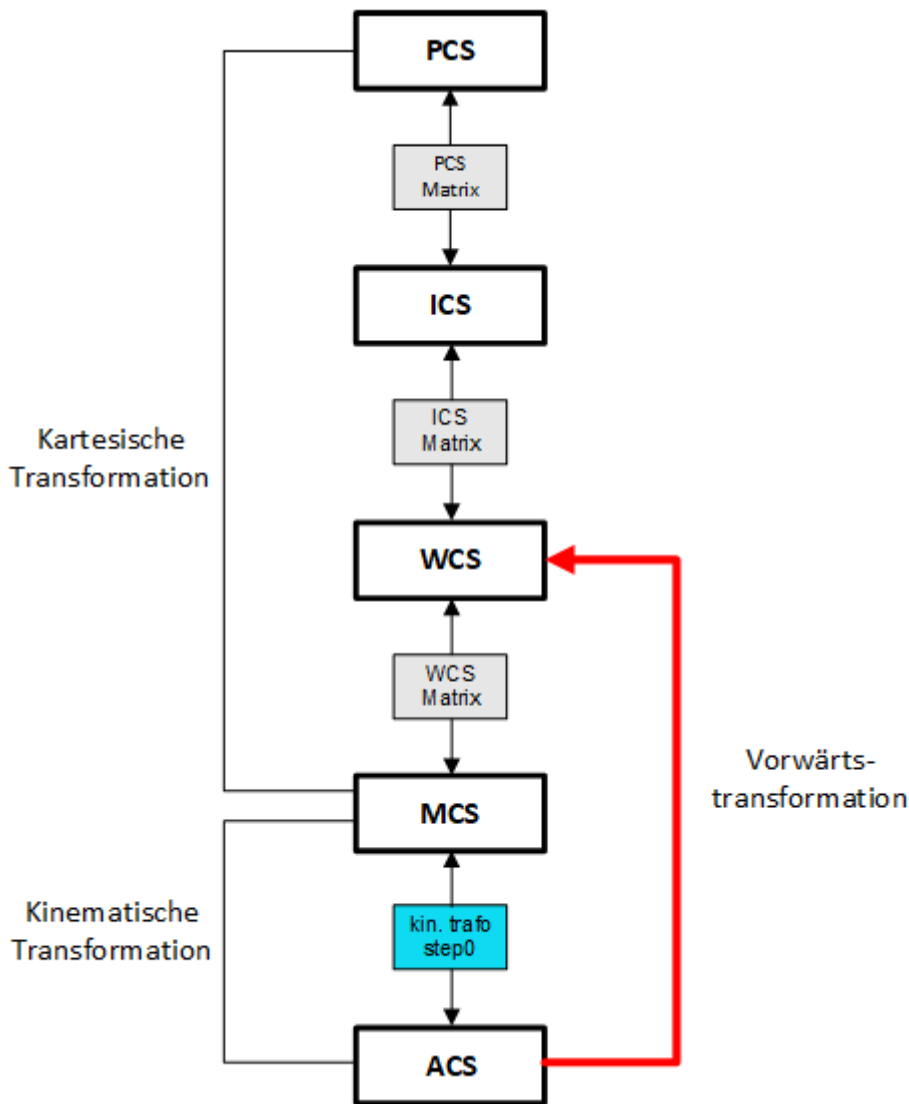 PCS
PCS
Matrix
ICS
ICS
Matrix
Kartesische
Transformation
WCS
WCS
Matrix
Vorwärts-
transformation
MCS
Kinematische
Transformation
kin. trafo
step0
ACS